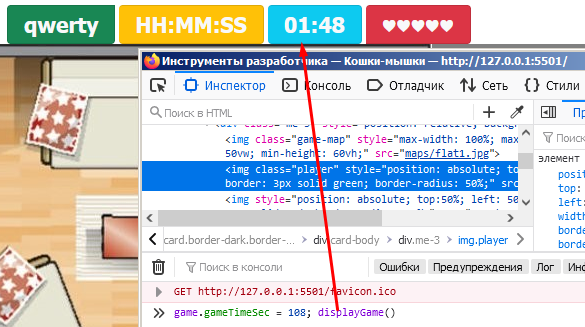 qwerty HH:MM:SS 01:48
Инструменты разработчика — Кошки-мышки — http://127.0.0.1:5501/
Инспектор Консоль Отладчик Сеть Стили
Поиск в HTML
<img class="game-map" style="max-width: 100%; ma
50vw; min-height: 60vh;" src="maps/flat1.jpg">
<img class="player" style="position: absolute; to
border: 3px solid green; border-radius: 50%;" src
<img style="position: absolute; top:50%; left: 50
card.border-dark.border-... div.card-body div.me-3 img.player
элемент
posit
top:
left:
width
borde
borde
Поиск в консоли Ошибки Предупреждения Лог
GET http://127.0.0.1:5501/favicon.ico
game.gameTimeSec = 108; displayGame()